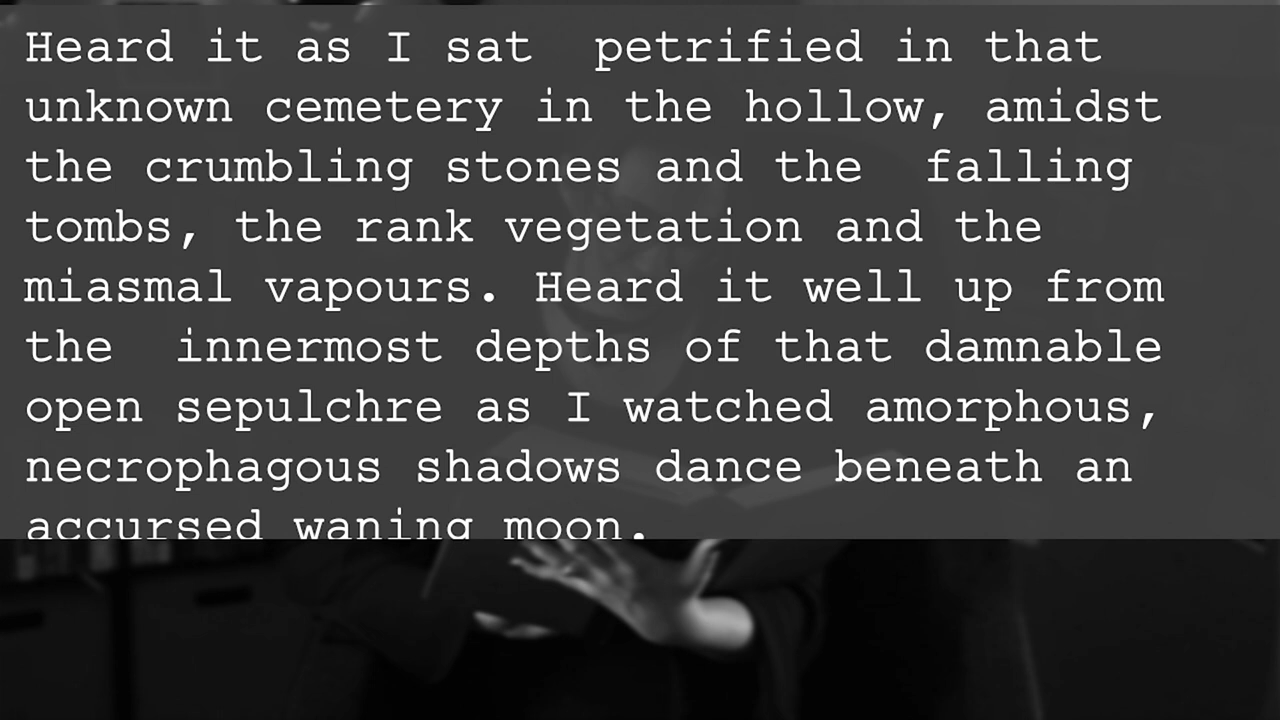 Heard it as I sat  petrified in that
unknown cemetery in the hollow, amidst
the crumbling stones and the  falling
tombs, the rank vegetation and the
miasmal vapours. Heard it well up from
the  innermost depths of that damnable
open sepulchre as I watched amorphous,
necrophagous shadows dance beneath an
accursed waning moon.